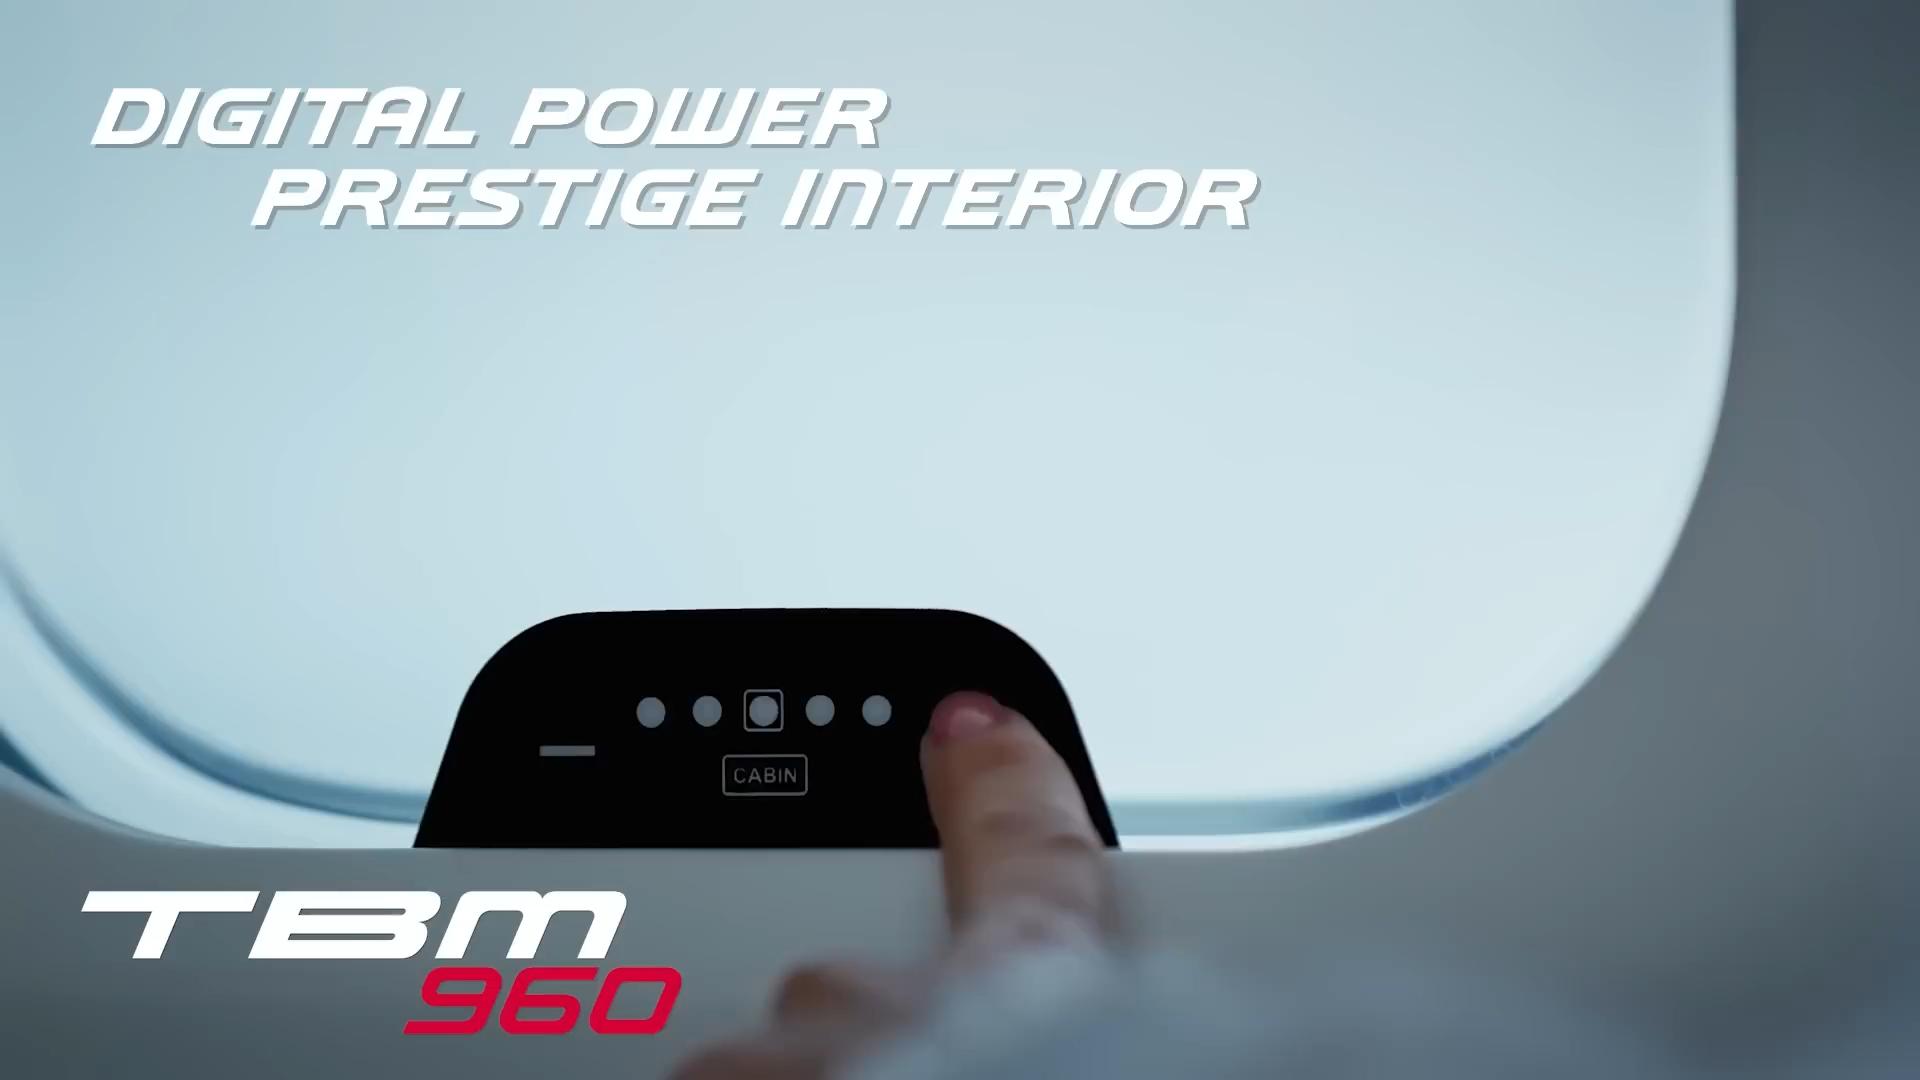 DIGITAL POWER
PRESTIGE INTERIOR
CABIN
TBM
960